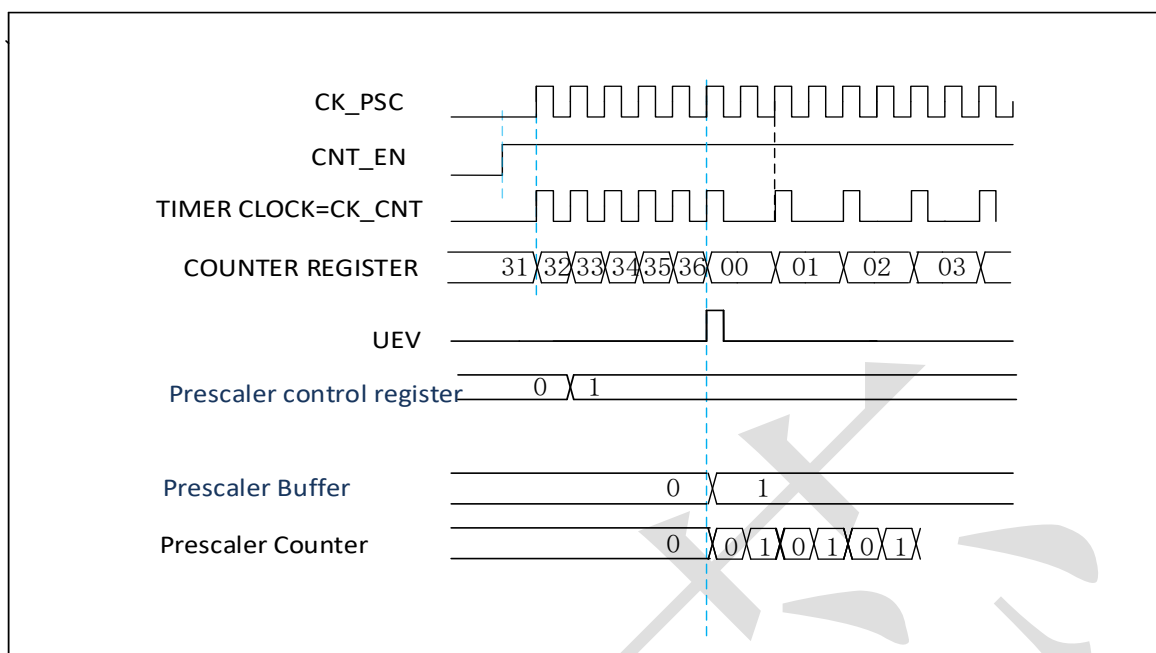 CK_PSC
CNT_EN
TIMER CLOCK=CK_CNT
COUNTER REGISTER 31 32 33 34 35 36 00 01 02 03
UEV
Prescaler control register 0 1
Prescaler Buffer 0 1
Prescaler Counter 0 0 1 0 1 0 1